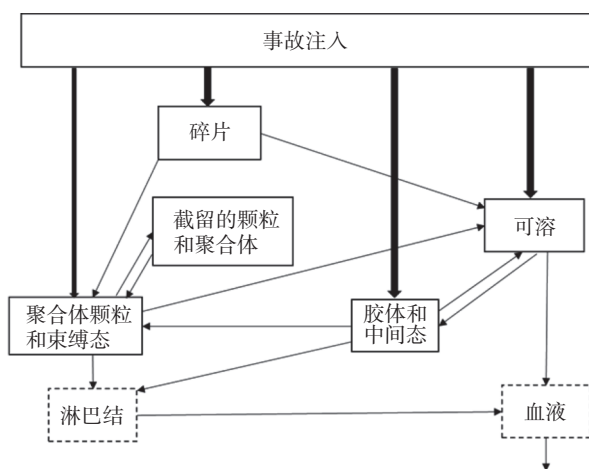 事故注入
碎片
截留的颗粒
和聚合体
可溶
聚合体颗粒
和束缚态
胶体和
中间态
淋巴结
血液